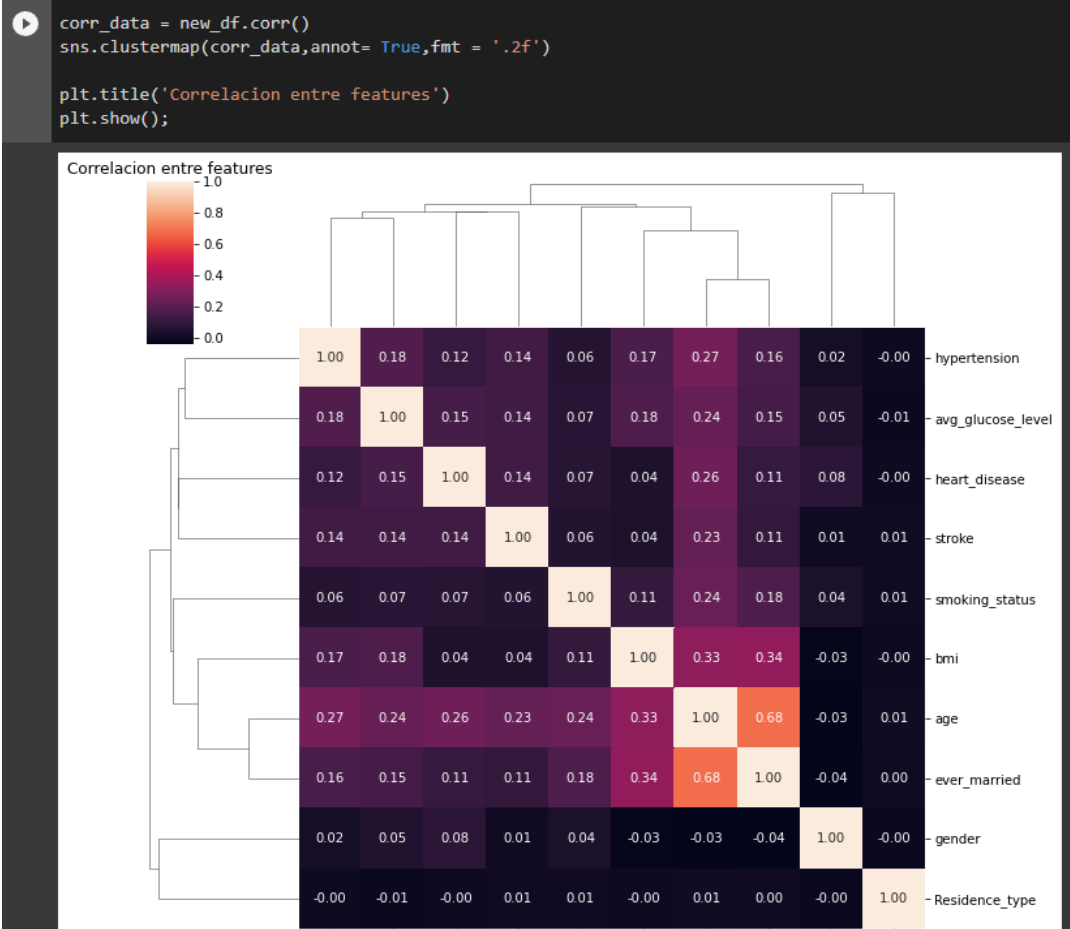 corr_data = new_df.corr()
sns.clustermap(corr_data,annot= True,fmt = '.2f')
plt.title('Correlacion entre features')
plt.show();
Correlacion entre features
1.0
0.8
0.6
0.4
0.2
0.0
1.00 0.18 0.12 0.14 0.06 0.17 0.27 0.16 0.02 -0.00 hypertension
0.18 1.00 0.15 0.14 0.07 0.18 0.24 0.15 0.05 -0.01 avg_glucose_level
0.12 0.15 1.00 0.14 0.07 0.04 0.26 0.11 0.08 -0.00 heart_disease
0.14 0.14 0.14 1.00 0.06 0.04 0.23 0.11 0.01 0.01 stroke
0.06 0.07 0.07 0.06 1.00 0.11 0.24 0.18 0.04 0.01 smoking_status
0.17 0.18 0.04 0.04 0.11 1.00 0.33 0.34 -0.03 -0.00 bmi
0.27 0.24 0.26 0.23 0.24 0.33 1.00 0.68 -0.03 0.01 age
0.16 0.15 0.11 0.11 0.18 0.34 0.68 1.00 -0.04 0.00 ever_married
0.02 0.05 0.08 0.01 0.04 -0.03 -0.03 -0.04 1.00 -0.00 gender
-0.00 -0.01 -0.00 0.01 0.01 -0.00 0.01 0.00 -0.00 1.00 Residence_type